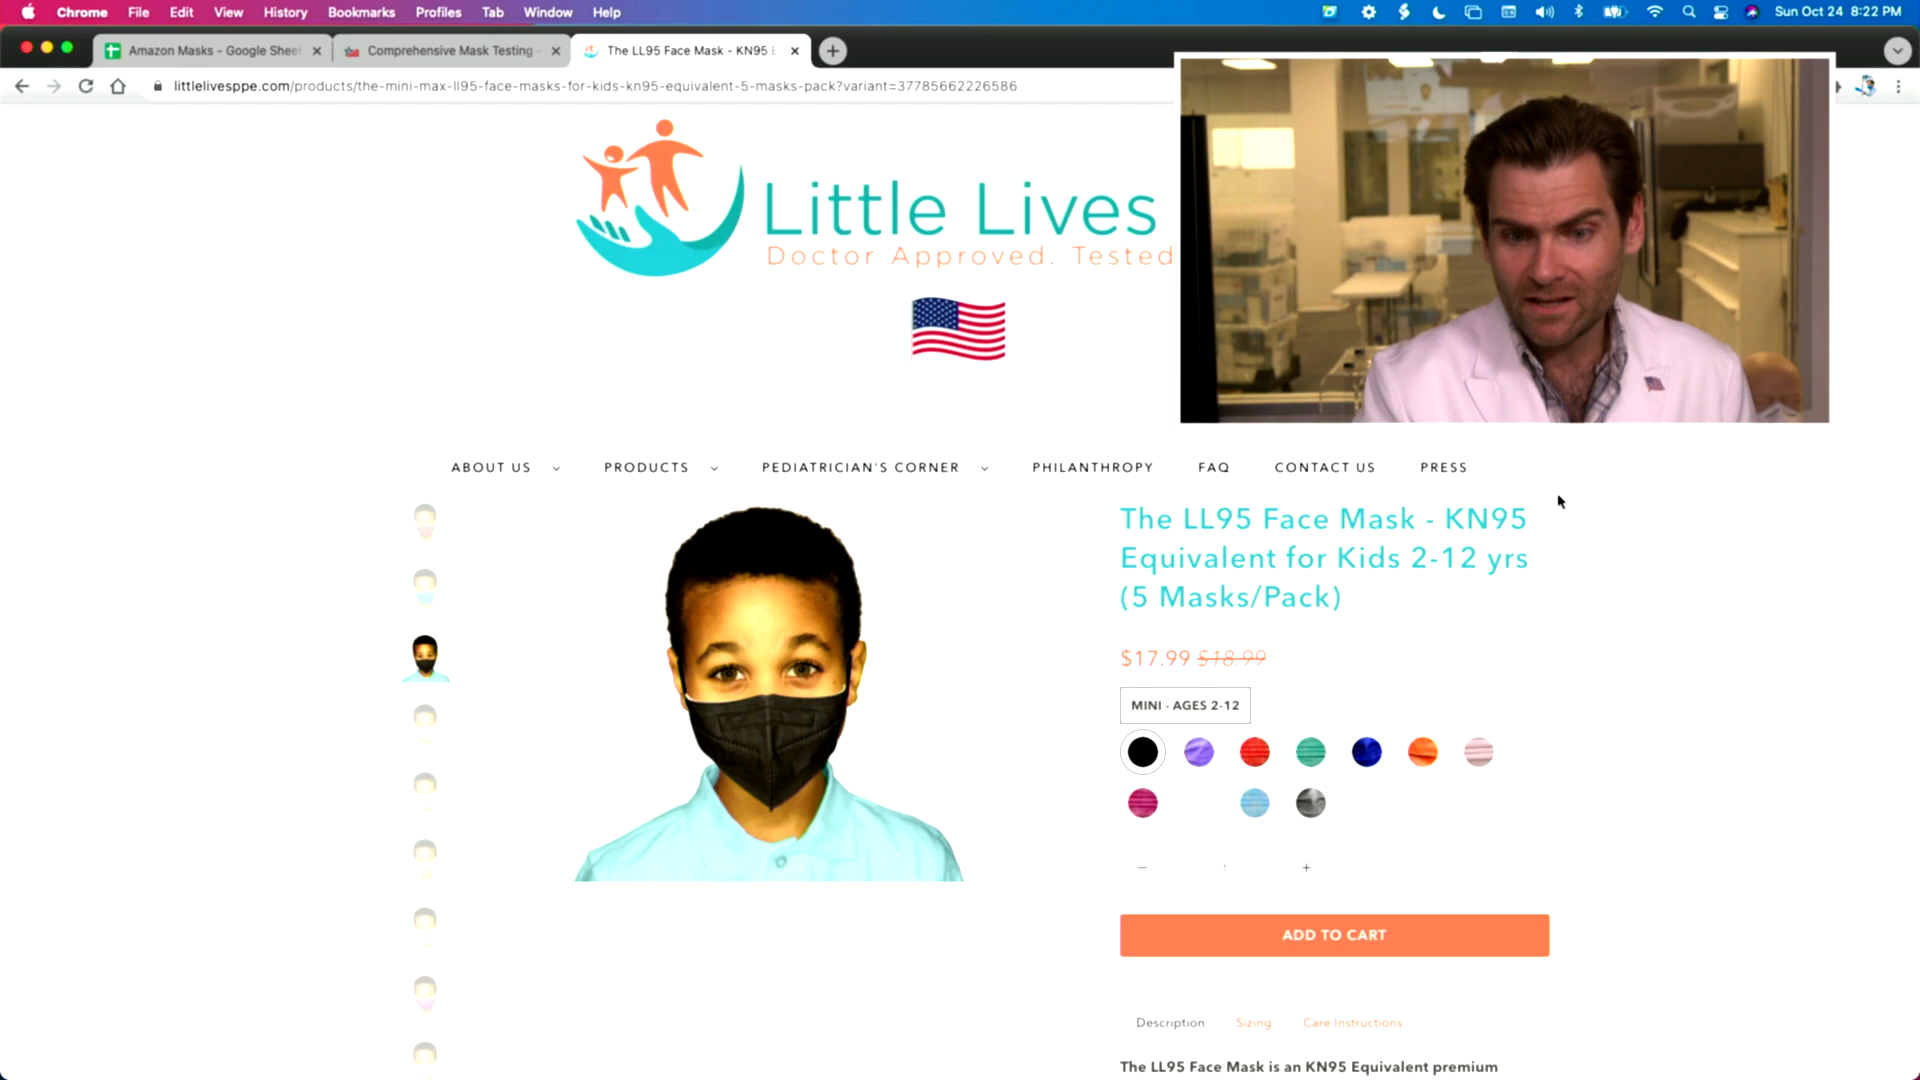 Chrome File Edit View History Bookmarks Profiles Tab Window Help Sun Oct 24 8:22 PM
Amazon Masks - Google Sheet Comprehensive Mask Testing - The LL95 Face Mask - KN95 E
littlelivesppe.com/products/the-mini-max-ll95-face-masks-for-kids-kn95-equivalent-5-masks-pack?variant=37785662226586
Little Lives
Doctor Approved. Tested
ABOUT US PRODUCTS PEDIATRICIAN'S CORNER PHILANTHROPY FAQ CONTACT US PRESS
The LL95 Face Mask - KN95
Equivalent for Kids 2-12 yrs
(5 Masks/Pack)
$17.99 $18.99
MINI - AGES 2-12
− 1 +
ADD TO CART
Description Sizing Care Instructions
The LL95 Face Mask is an KN95 Equivalent premium